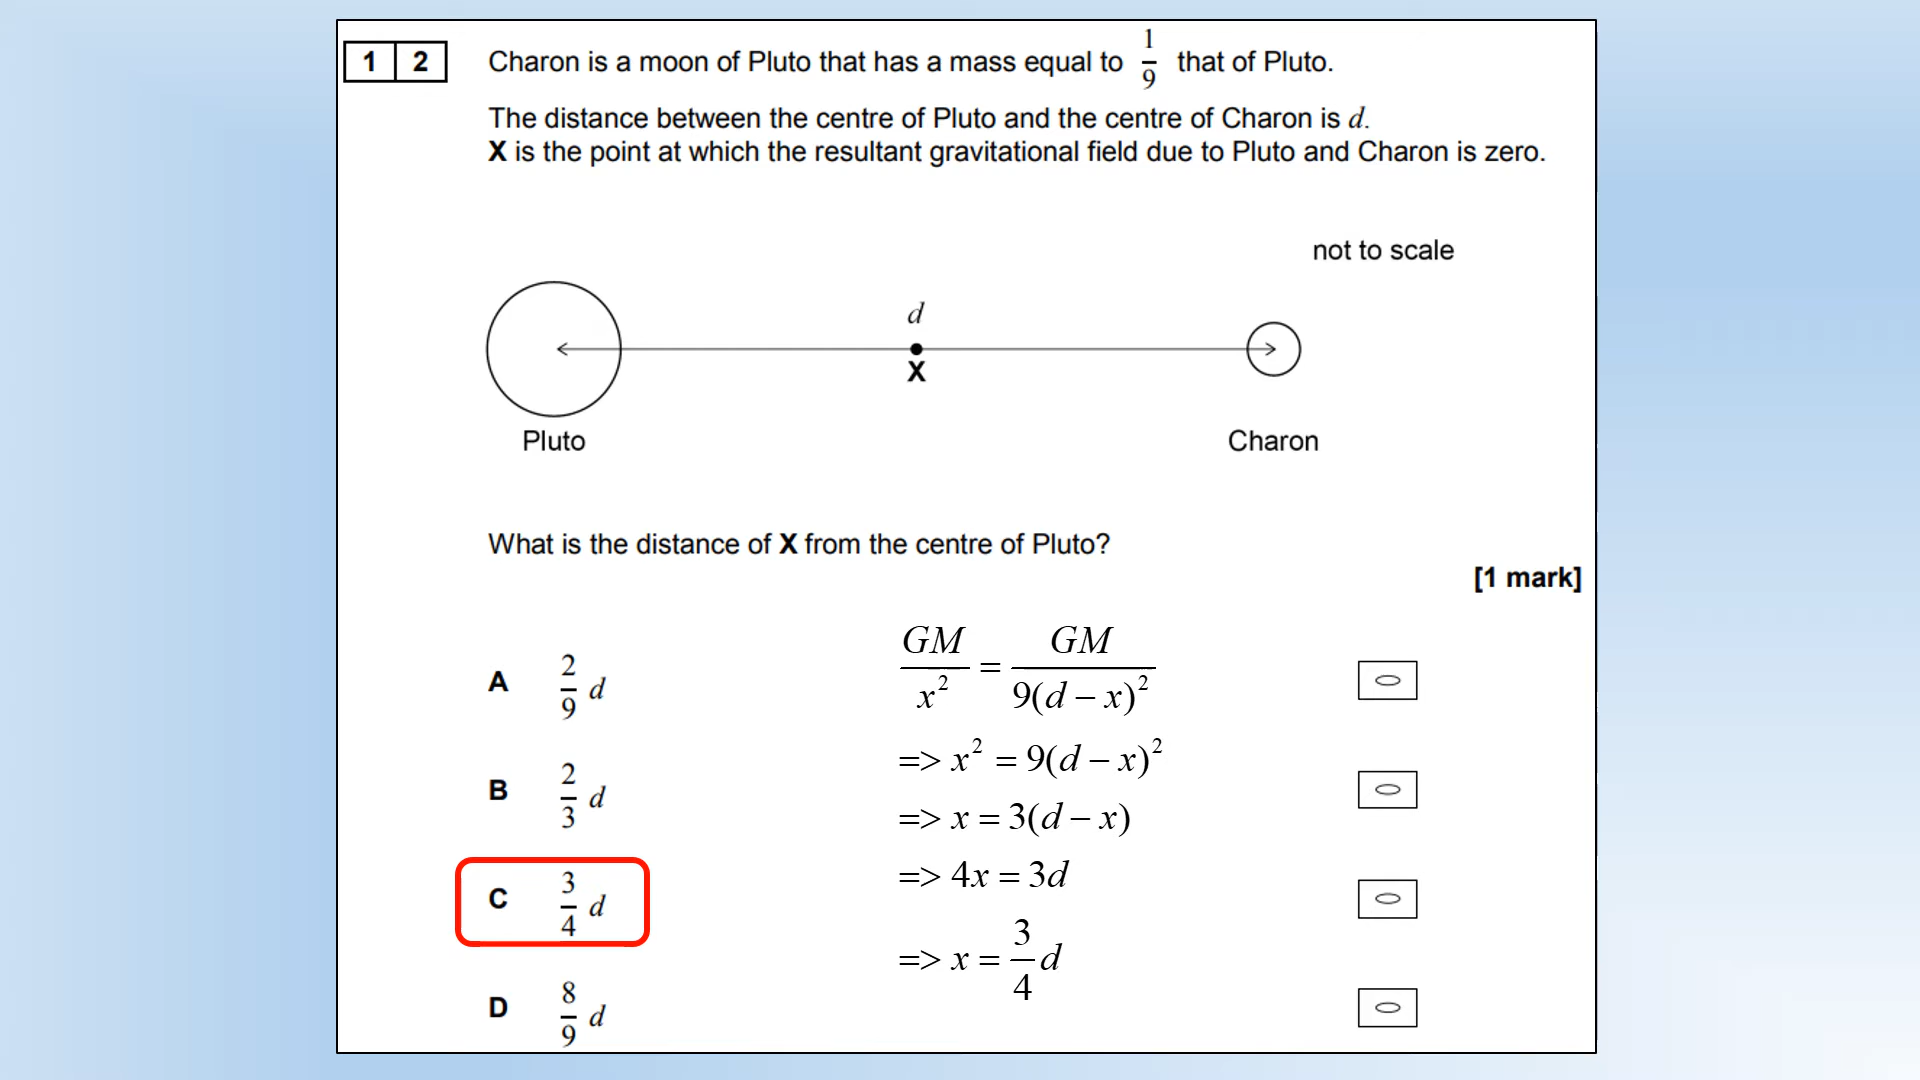 1 2
Charon is a moon of Pluto that has a mass equal to 1/9 that of Pluto.
The distance between the centre of Pluto and the centre of Charon is d.
X is the point at which the resultant gravitational field due to Pluto and Charon is zero.
not to scale
d
X
Pluto
Charon
What is the distance of X from the centre of Pluto?
[1 mark]
A 2/9 d
B 2/3 d
C 3/4 d
D 8/9 d
GM/x² = GM/9(d − x)²
=> x² = 9(d − x)²
=> x = 3(d − x)
=> 4x = 3d
=> x = 3/4 d